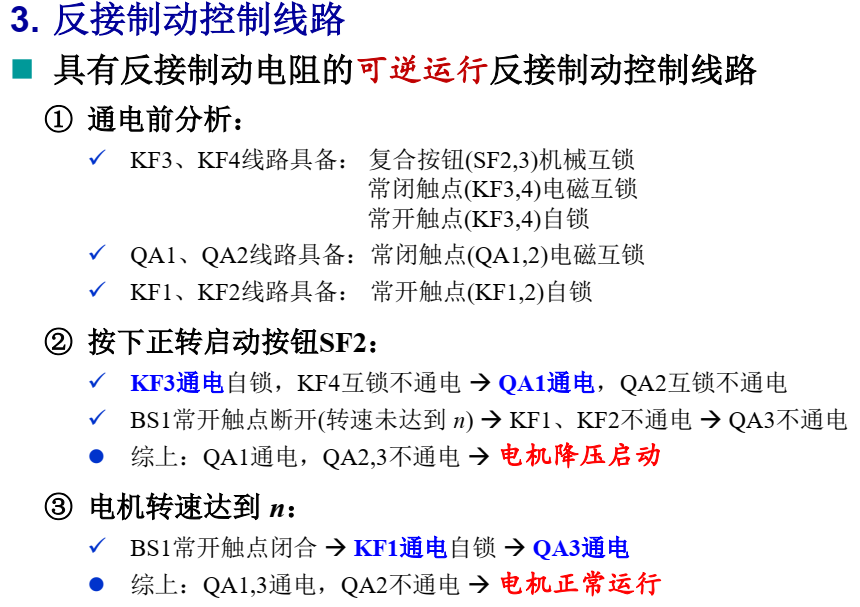 3. 反接制动控制线路
■ 具有反接制动电阻的可逆运行反接制动控制线路
① 通电前分析：
✓ KF3、KF4线路具备： 复合按钮(SF2,3)机械互锁
常闭触点(KF3,4)电磁互锁
常开触点(KF3,4)自锁
✓ QA1、QA2线路具备：常闭触点(QA1,2)电磁互锁
✓ KF1、KF2线路具备： 常开触点(KF1,2)自锁
② 按下正转启动按钮SF2：
✓ KF3通电自锁，KF4互锁不通电 → QA1通电，QA2互锁不通电
✓ BS1常开触点断开(转速未达到 n) → KF1、KF2不通电 → QA3不通电
● 综上：QA1通电，QA2,3不通电 → 电机降压启动
③ 电机转速达到 n：
✓ BS1常开触点闭合 → KF1通电自锁 → QA3通电
● 综上：QA1,3通电，QA2不通电 → 电机正常运行